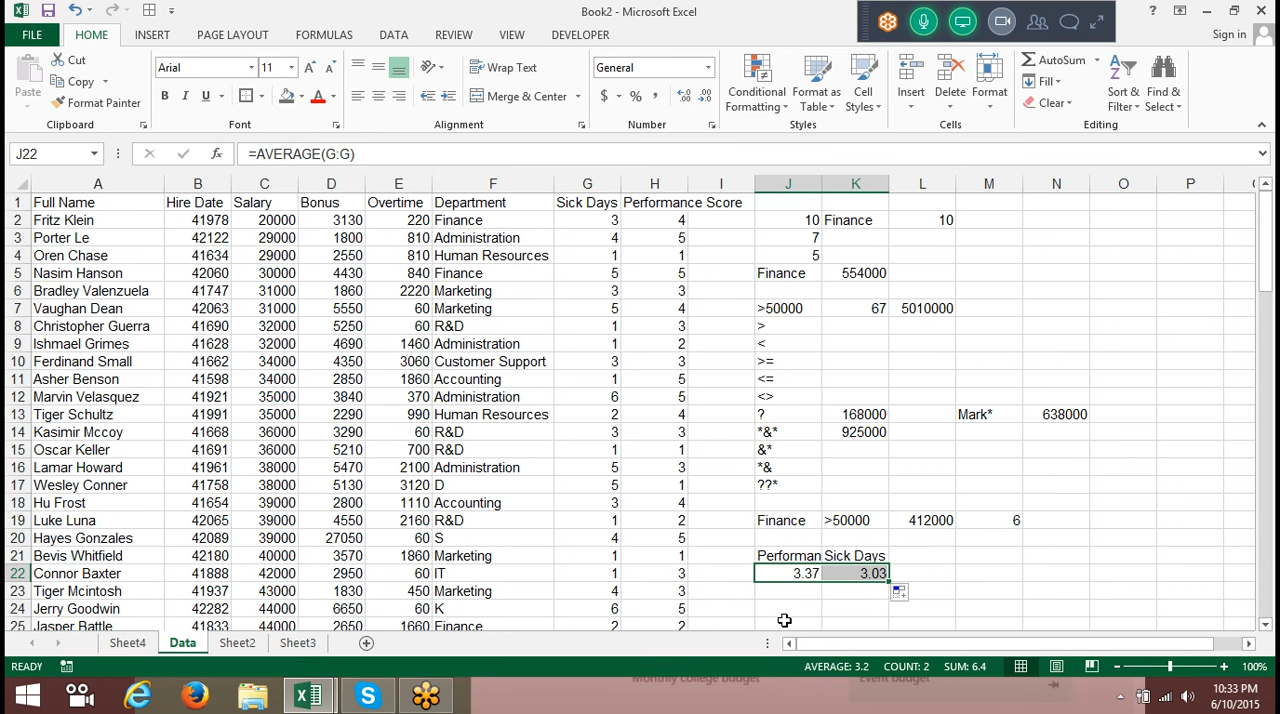 Book2 - Microsoft Excel
?
Sign in
FILE HOME INSERT PAGE LAYOUT FORMULAS DATA REVIEW VIEW DEVELOPER
Paste
Cut
Copy
Format Painter
Clipboard
Arial 11
B I U
Font
Wrap Text
Merge & Center
Alignment
General
$ % ,
Number
Conditional Formatting
Format as Table
Cell Styles
Styles
Insert Delete Format
Cells
AutoSum
Fill
Clear
Sort & Filter
Find & Select
Editing
J22 fx =AVERAGE(G:G)
A B C D E F G H I J K L M N O P
1 Full Name Hire Date Salary Bonus Overtime Department Sick Days Performance Score
2 Fritz Klein 41978 20000 3130 220 Finance 3 4 10 Finance 10
3 Porter Le 42122 29000 1800 810 Administration 4 5 7
4 Oren Chase 41634 29000 2550 810 Human Resources 1 1 5
5 Nasim Hanson 42060 30000 4430 840 Finance 5 5 Finance 554000
6 Bradley Valenzuela 41747 31000 1860 2220 Marketing 3 3
7 Vaughan Dean 42063 31000 5550 60 Marketing 5 4 >50000 67 5010000
8 Christopher Guerra 41690 32000 5250 60 R&D 1 3 >
9 Ishmael Grimes 41628 32000 4690 1460 Administration 1 2 <
10 Ferdinand Small 41662 34000 4350 3060 Customer Support 3 3 >=
11 Asher Benson 41598 34000 2850 1860 Accounting 1 5 <=
12 Marvin Velasquez 41921 35000 3840 370 Administration 6 5 <>
13 Tiger Schultz 41991 35000 2290 990 Human Resources 2 4 ? 168000 Mark* 638000
14 Kasimir Mccoy 41668 36000 3290 60 R&D 3 3 *&* 925000
15 Oscar Keller 41691 36000 5210 700 R&D 1 1 &*
16 Lamar Howard 41961 38000 5470 2100 Administration 5 3 *&
17 Wesley Conner 41758 38000 5130 3120 D 5 1 ??*
18 Hu Frost 41654 39000 2800 1110 Accounting 3 4
19 Luke Luna 42065 39000 4550 2160 R&D 1 2 Finance >50000 412000 6
20 Hayes Gonzales 42089 39000 27050 60 S 4 5
21 Bevis Whitfield 42180 40000 3570 1860 Marketing 1 1 Performan Sick Days
22 Connor Baxter 41888 42000 2950 60 IT 1 3 3.37 3.03
23 Tiger Mcintosh 41937 43000 1830 450 Marketing 4 3
24 Jerry Goodwin 42282 44000 6650 60 K 6 5
25 Jasper Battle 41833 44000 2650 1660 Finance 2 2
Sheet4 Data Sheet2 Sheet3
READY AVERAGE: 3.2 COUNT: 2 SUM: 6.4 100%
Monthly college budget Event budget
10:33 PM
6/10/2015